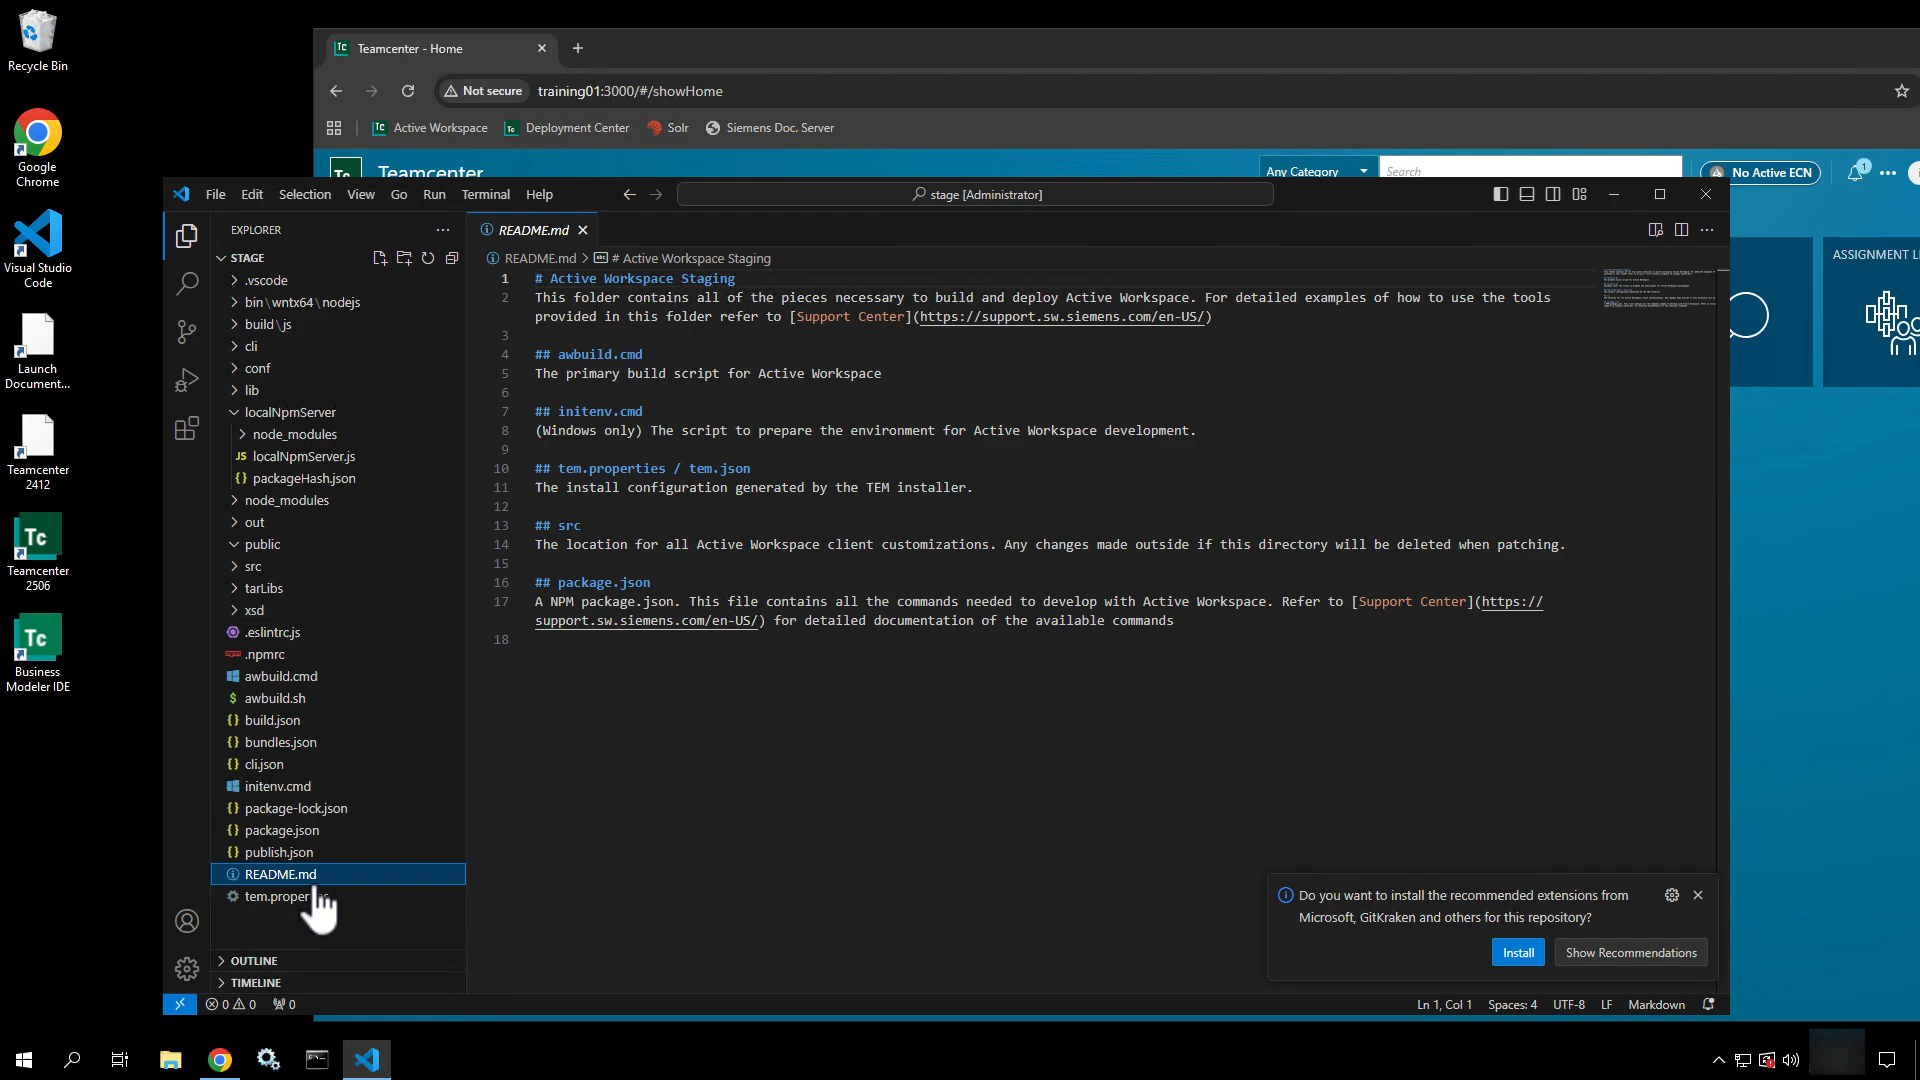 Recycle Bin
Google
Chrome
Visual Studio
Code
Launch
Document...
Teamcenter
2412
Tc
Teamcenter
2506
Tc
Business
Modeler IDE
Tc Teamcenter - Home
Not secure training01:3000/#/showHome
Tc Active Workspace Tc Deployment Center Solr Siemens Doc. Server
Tc Teamcenter Any Category Search No Active ECN 1
ASSIGNMENT LI
File Edit Selection View Go Run Terminal Help stage [Administrator]
EXPLORER
STAGE
.vscode
bin\wntx64\nodejs
build\js
cli
conf
lib
localNpmServer
node_modules
JS localNpmServer.js
{} packageHash.json
node_modules
out
public
src
tarLibs
xsd
.eslintrc.js
.npmrc
awbuild.cmd
$ awbuild.sh
{} build.json
{} bundles.json
{} cli.json
initenv.cmd
{} package-lock.json
{} package.json
{} publish.json
README.md
tem.proper
OUTLINE
TIMELINE
README.md
README.md > # Active Workspace Staging
1 # Active Workspace Staging
2 This folder contains all of the pieces necessary to build and deploy Active Workspace. For detailed examples of how to use the tools
provided in this folder refer to [Support Center](https://support.sw.siemens.com/en-US/)
3
4 ## awbuild.cmd
5 The primary build script for Active Workspace
6
7 ## initenv.cmd
8 (Windows only) The script to prepare the environment for Active Workspace development.
9
10 ## tem.properties / tem.json
11 The install configuration generated by the TEM installer.
12
13 ## src
14 The location for all Active Workspace client customizations. Any changes made outside if this directory will be deleted when patching.
15
16 ## package.json
17 A NPM package.json. This file contains all the commands needed to develop with Active Workspace. Refer to [Support Center](https://
support.sw.siemens.com/en-US/) for detailed documentation of the available commands
18
Do you want to install the recommended extensions from
Microsoft, GitKraken and others for this repository?
Install Show Recommendations
0 0 0 Ln 1, Col 1 Spaces: 4 UTF-8 LF Markdown